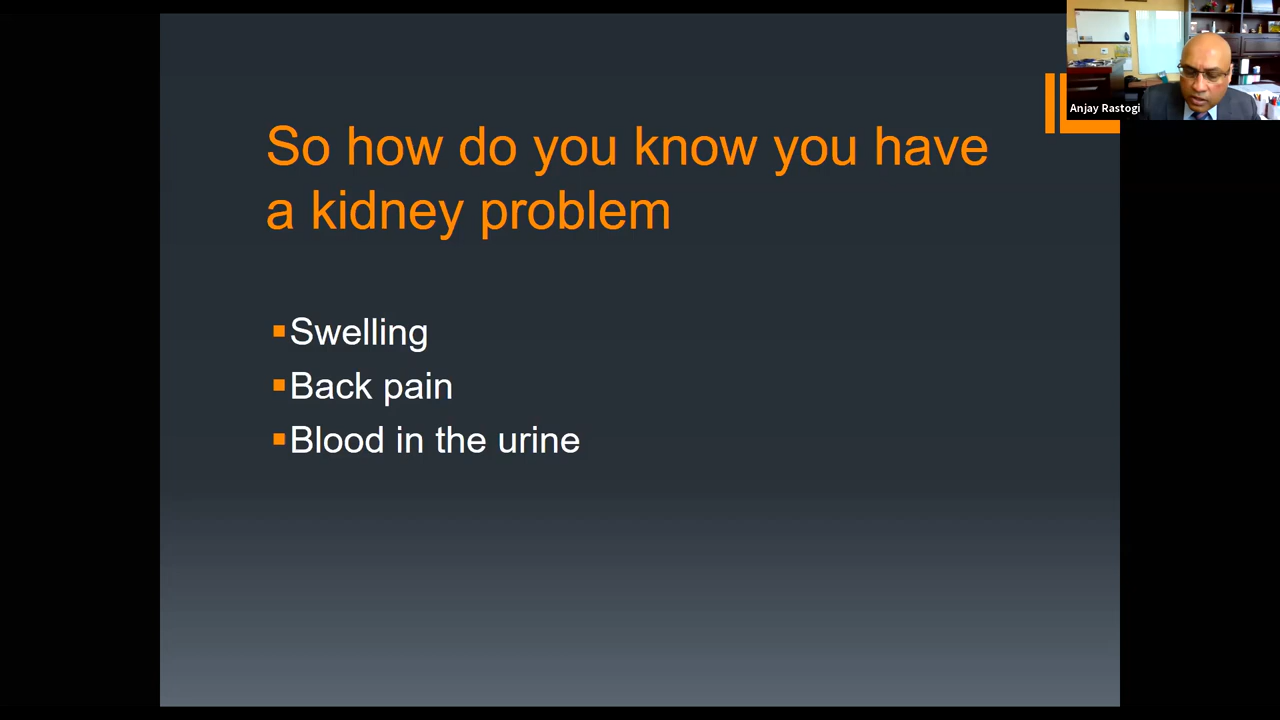 So how do you know you have
a kidney problem
Swelling
Back pain
Blood in the urine
Anjay Rastogi